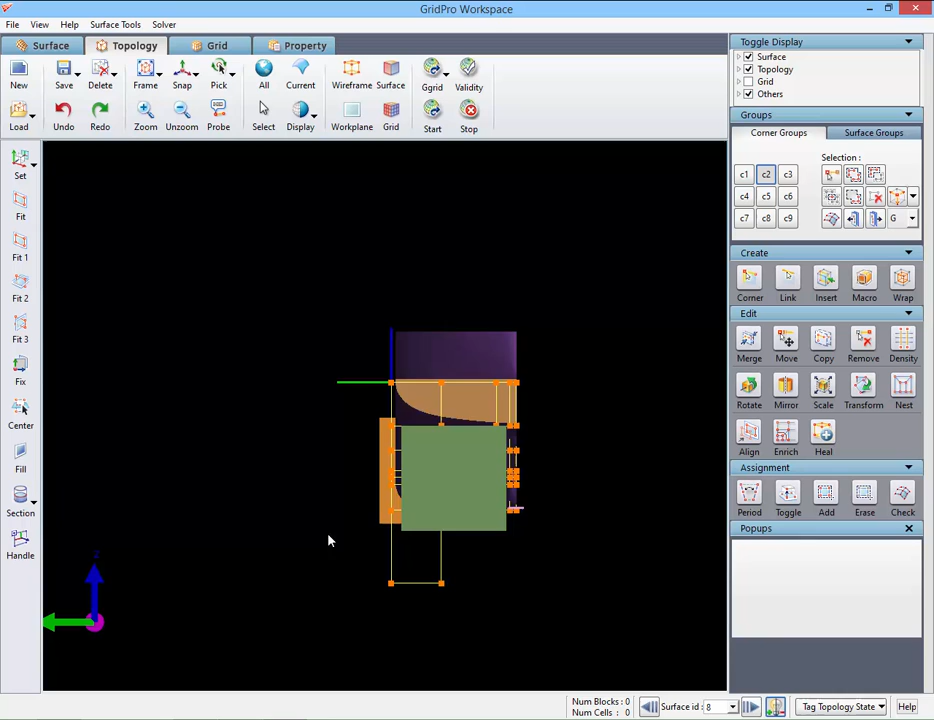 GridPro Workspace
File View Help Surface Tools Solver
Surface Topology Grid Property
New Save Delete Frame Snap Pick All Current Wireframe Surface Ggrid Validity
Load Undo Redo Zoom Unzoom Probe Select Display Workplane Grid Start Stop
Set
Fit
Fit 1
Fit 2
Fit 3
Fix
Center
Fill
Section
Handle
Z
Toggle Display
Surface
Topology
Grid
Others
Groups
Corner Groups Surface Groups
Selection :
c1 c2 c3
c4 c5 c6
c7 c8 c9 G
Create
Corner Link Insert Macro Wrap
Edit
Merge Move Copy Remove Density
Rotate Mirror Scale Transform Nest
Align Enrich Heal
Assignment
Period Toggle Add Erase Check
Popups
Num Blocks: 0
Num Cells: 0
Surface id: 8
Tag Topology State
Help